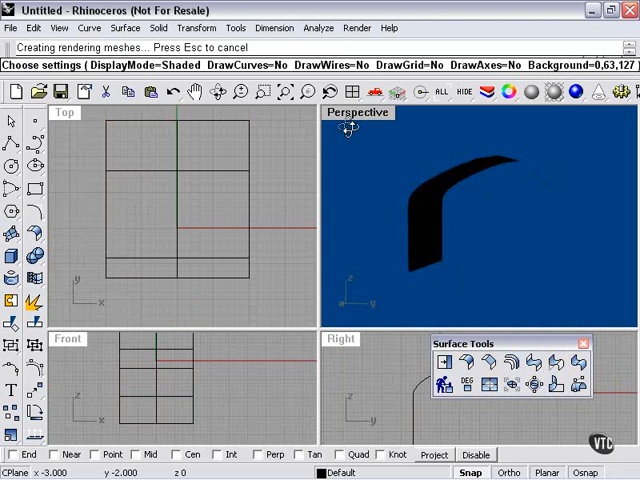 Untitled - Rhinoceros (Not For Resale)
File Edit View Curve Surface Solid Transform Tools Dimension Analyze Render Help
Creating rendering meshes... Press Esc to cancel
Choose settings ( DisplayMode=Shaded DrawCurves=No DrawWires=No DrawGrid=No DrawAxes=No Background=0,63,127
ALL HIDE
Top
Perspective
y
x
z
y
Front
Right
Surface Tools
DEG
y
T
VTC
End Near Point Mid Cen Int Perp Tan Quad Knot Project Disable
CPlane x -3.000 y -2.000 z 0 Default Snap Ortho Planar Osnap